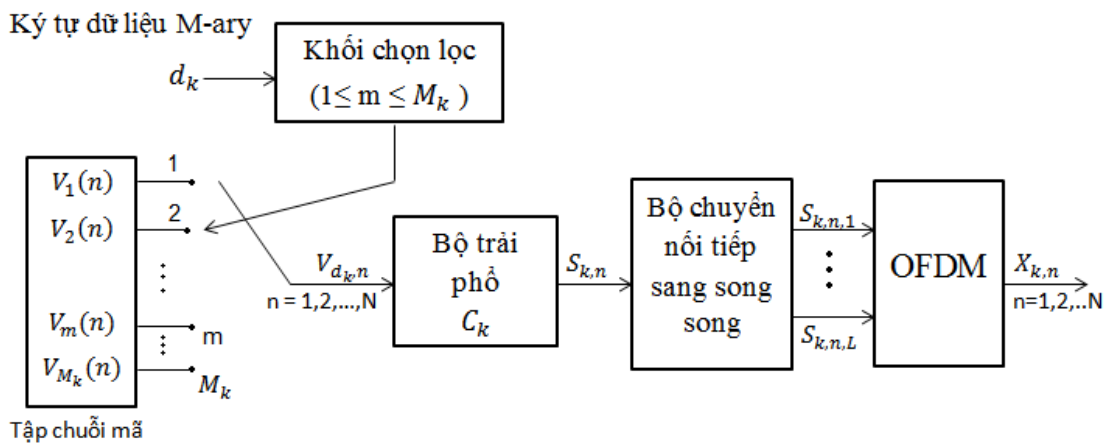 Ký tự dữ liệu M-ary
d_k
Khối chọn lọc
(1≤ m ≤ M_k )
V_1(n)
1
V_2(n)
2
⋮
⋮
V_m(n)
m
⋮
⋮
V_{M_k}(n)
M_k
Tập chuỗi mã
V_{d_k,n}
n = 1,2,...,N
Bộ trải
phổ
C_k
S_{k,n}
Bộ chuyển
nối tiếp
sang song
song
S_{k,n,1}
⋮
S_{k,n,L}
OFDM
X_{k,n}
n=1,2,..N